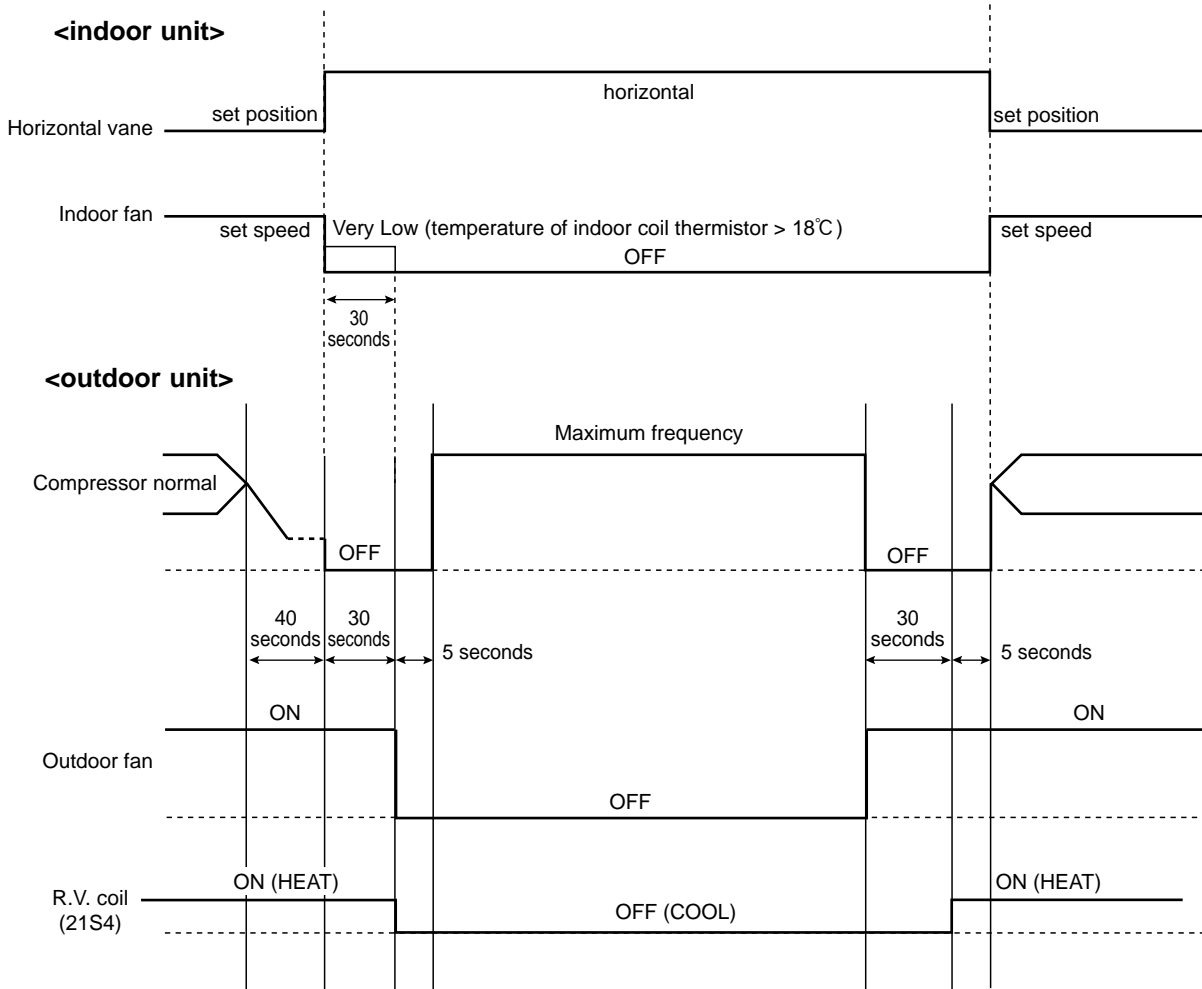 <indoor unit>
horizontal
set position
set position
Horizontal vane
Indoor fan
set speed
Very Low (temperature of indoor coil thermistor > 18℃)
set speed
OFF
30
seconds
<outdoor unit>
Maximum frequency
Compressor normal
OFF
OFF
40
seconds
30
seconds
5 seconds
30
seconds
5 seconds
ON
ON
Outdoor fan
OFF
ON (HEAT)
ON (HEAT)
R.V. coil
(21S4)
OFF (COOL)